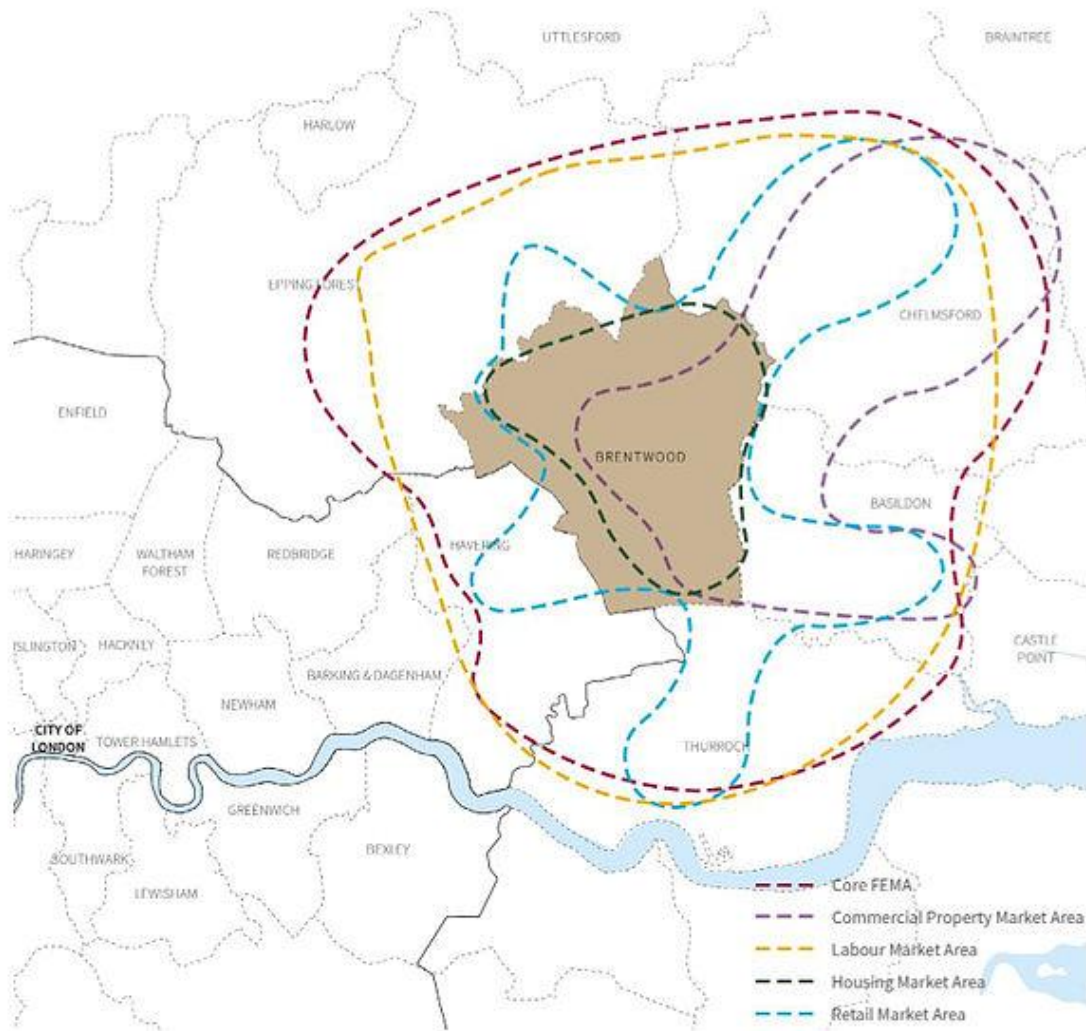 UTTLESFORD
BRAINTREE
HARLOW
EPPING FOREST
CHELMSFORD
ENFIELD
BRENTWOOD
BASILDON
HAVERING
HARINGEY
WALTHAM
FOREST
REDBRIDGE
ISLINGTON
HACKNEY
CASTLE
POINT
BARKING & DAGENHAM
NEWHAM
CITY OF
LONDON
TOWER HAMLETS
THURROCK
GREENWICH
BEXLEY
SOUTHWARK
LEWISHAM
Core FEMA
Commercial Property Market Area
Labour Market Area
Housing Market Area
Retail Market Area